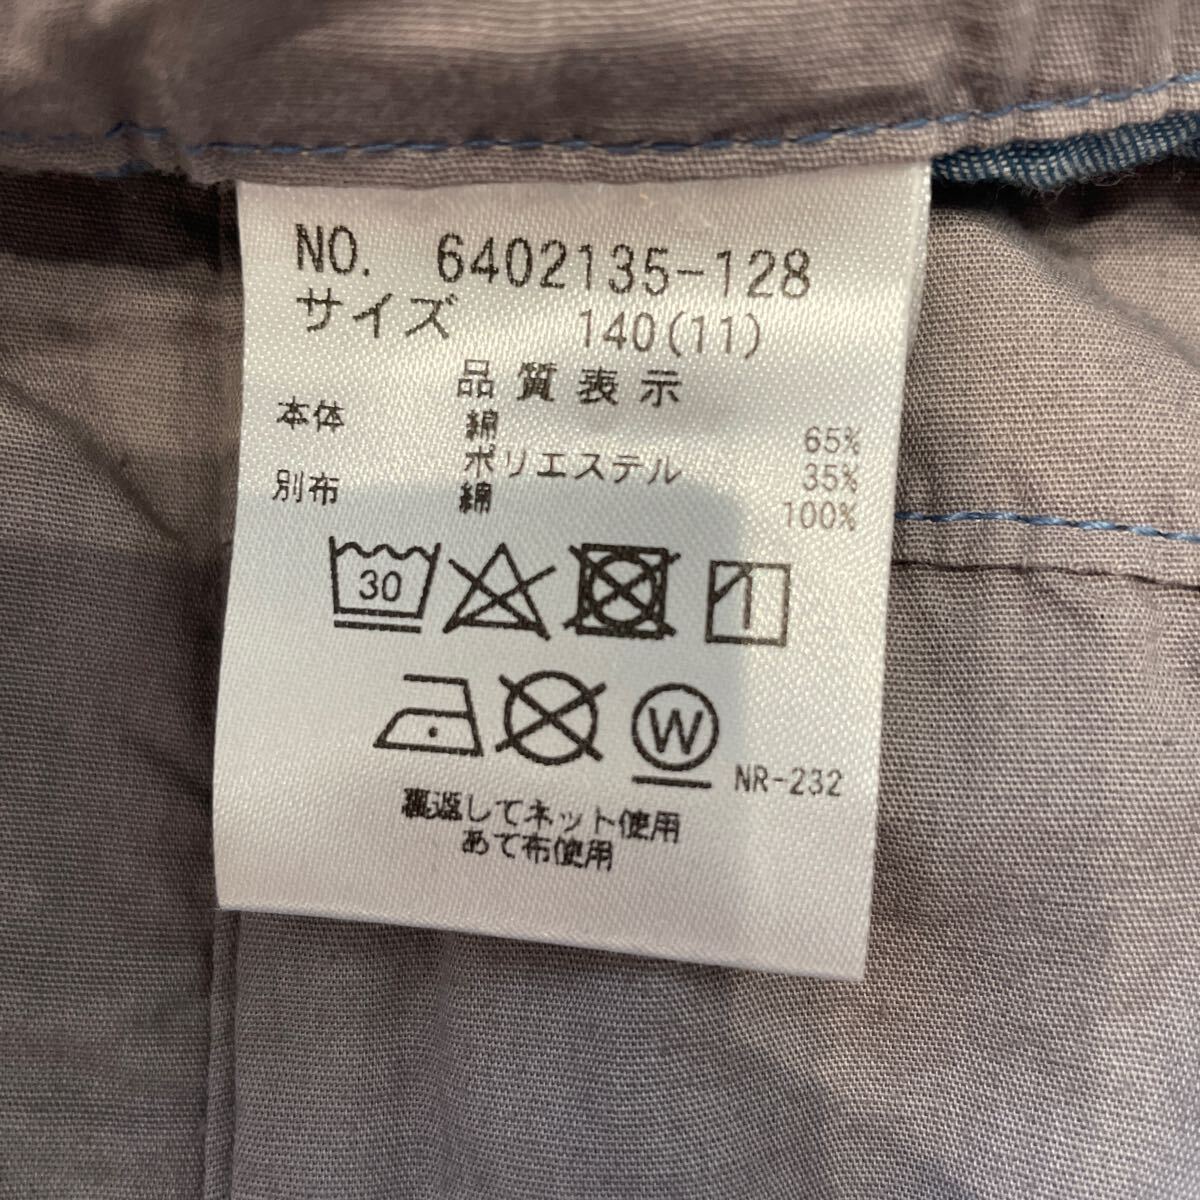 NO. 6402135-128
サイズ 140(11)
品質表示
本体 綿 65%
ポリエステル 35%
別布 綿 100%
30
W
NR-232
裏返してネット使用
あて布使用